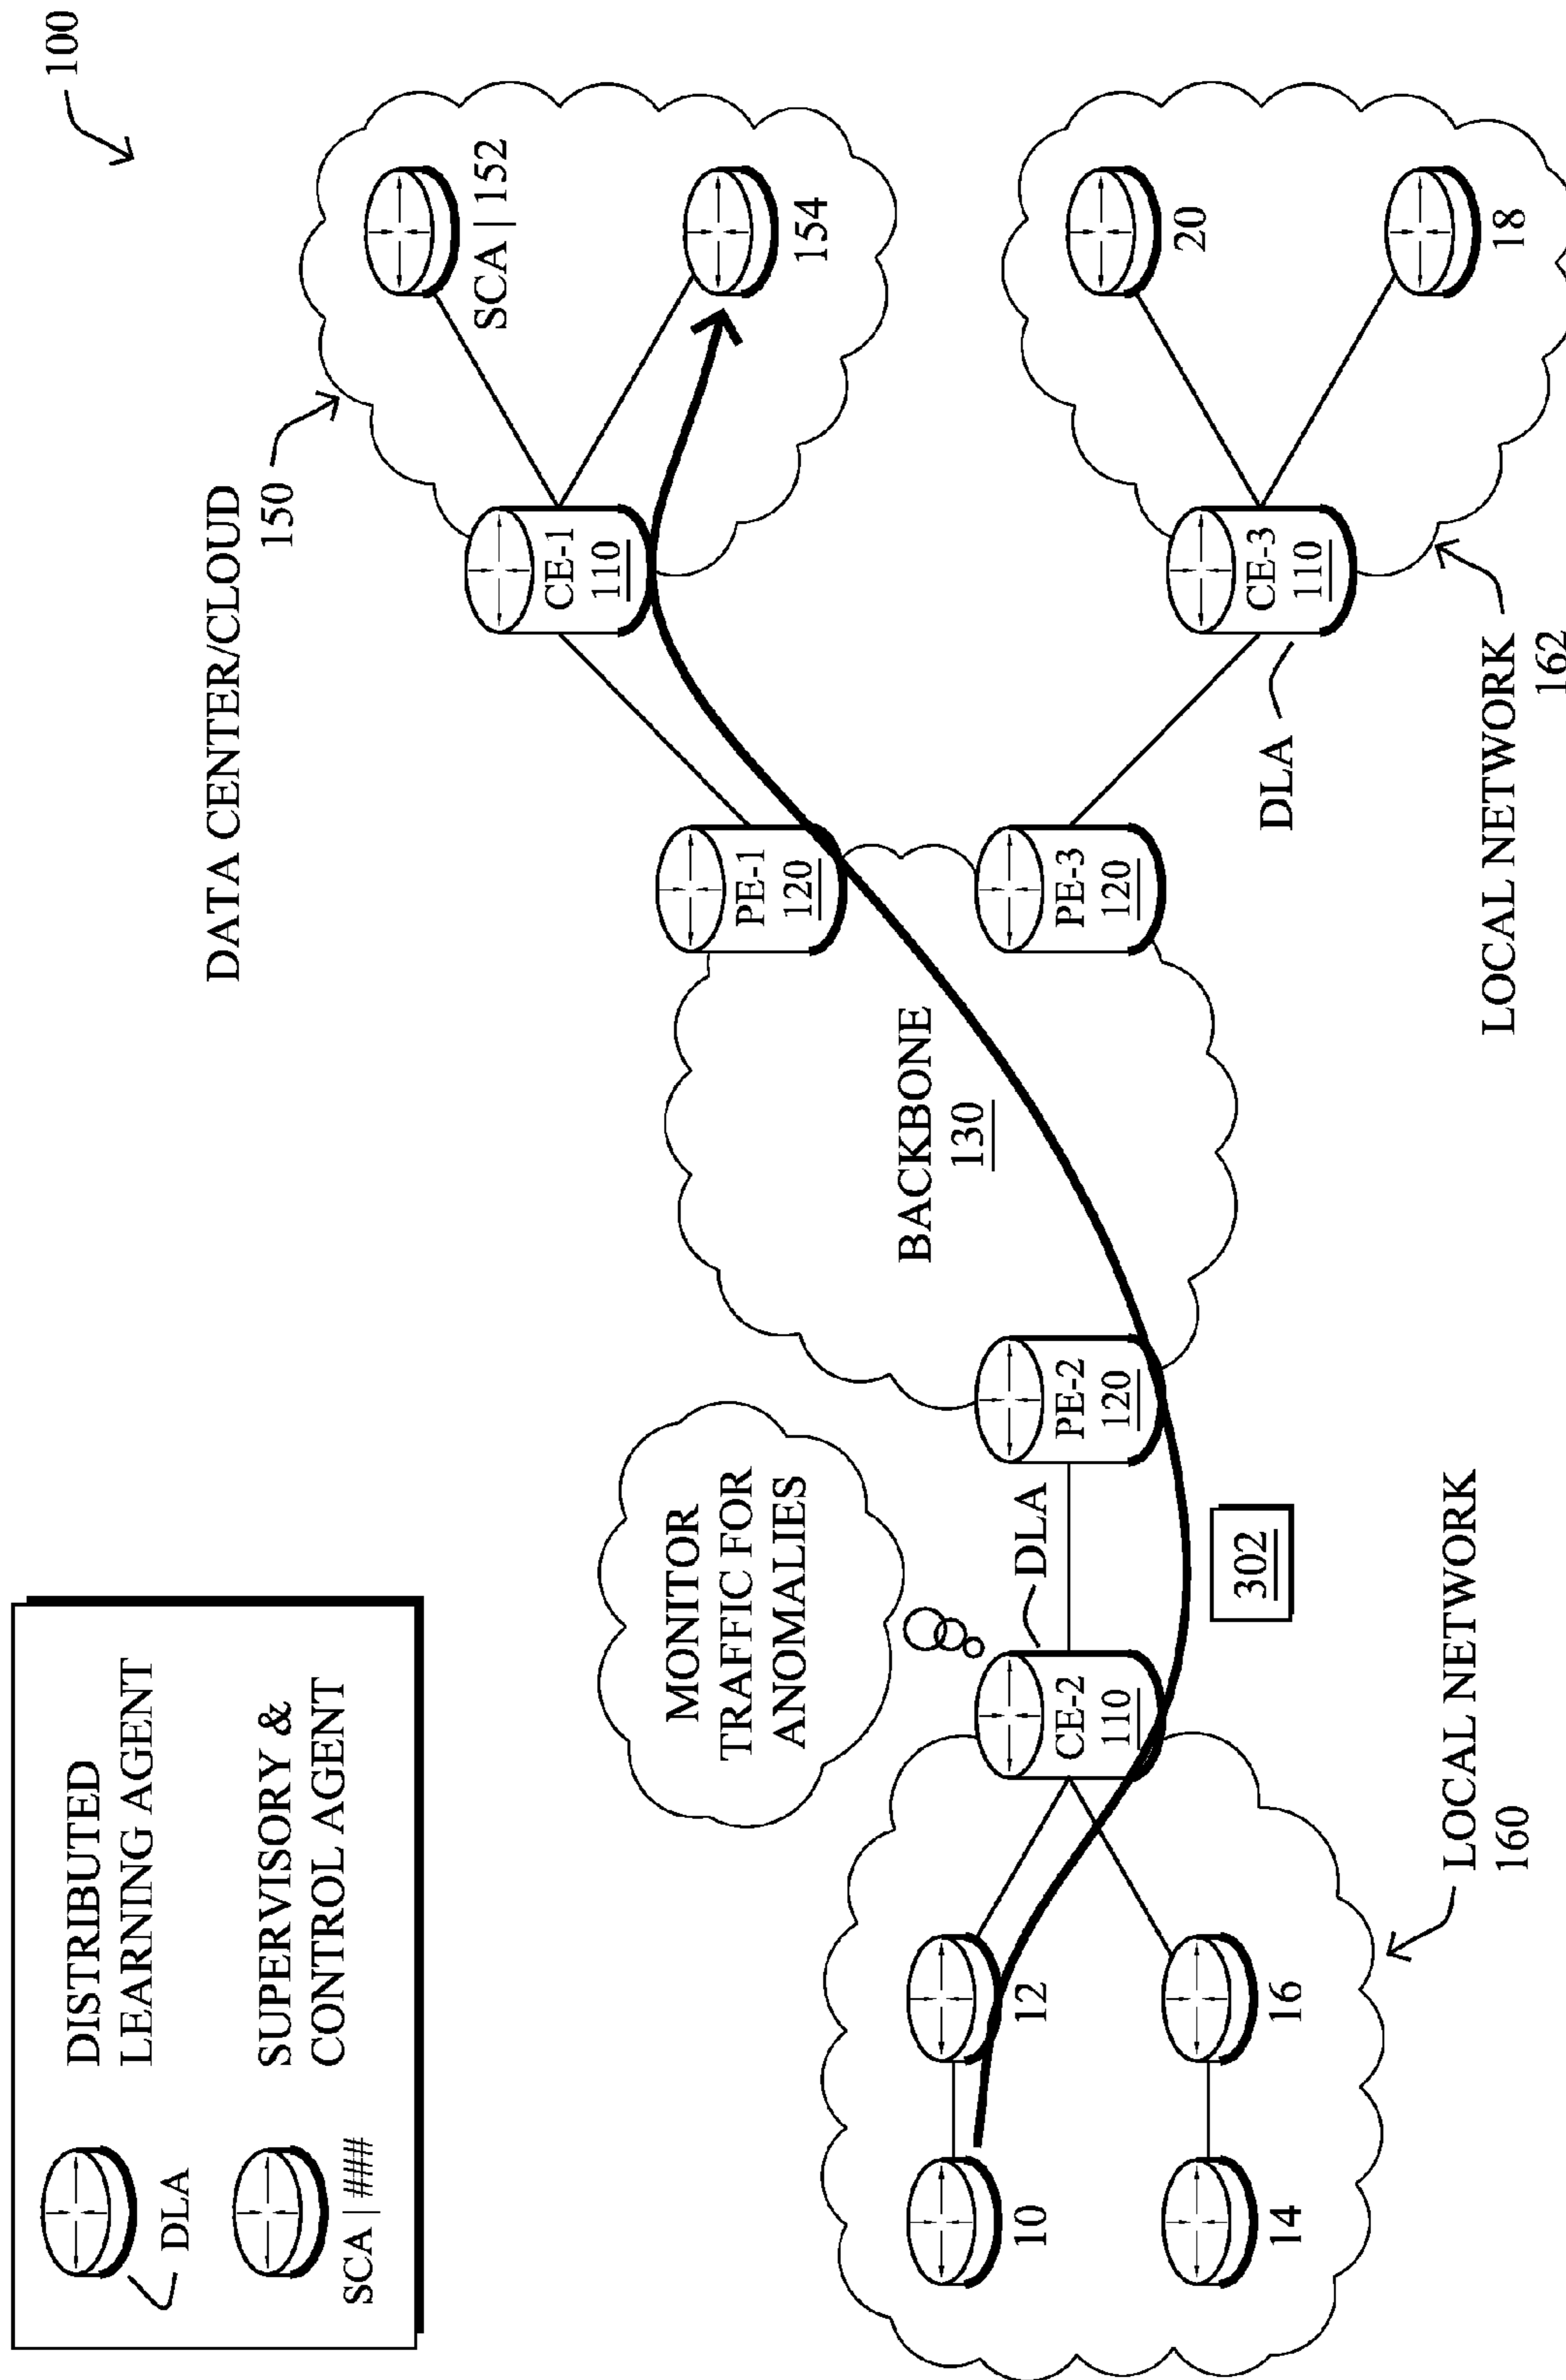 100
DISTRIBUTED
LEARNING AGENT
DLA
SUPERVISORY &
CONTROL AGENT
SCA | ###
DATA CENTER/CLOUD
150
SCA | 152
CE-1
110
154
PE-1
120
MONITOR
TRAFFIC FOR
ANOMALIES
BACKBONE
130
10
12
CE-2
110
DLA
PE-2
120
PE-3
120
CE-3
110
DLA
20
18
14
16
302
LOCAL NETWORK
160
LOCAL NETWORK
162